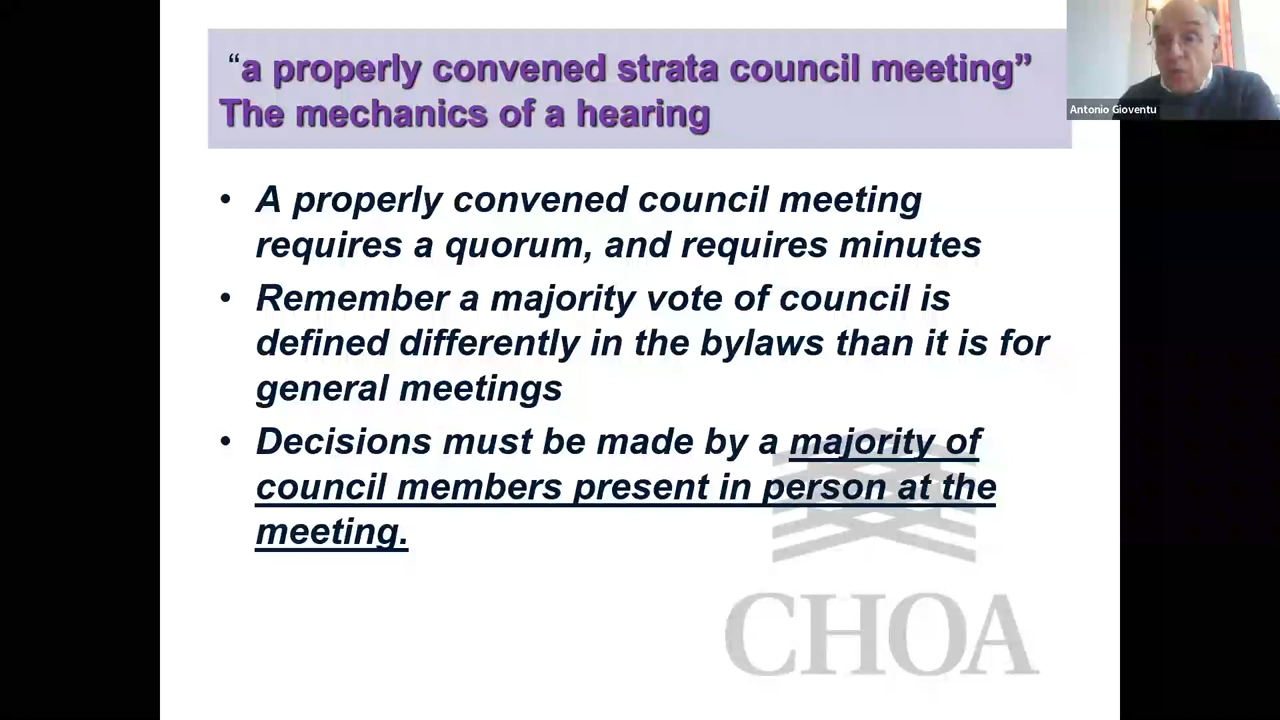 “a properly convened strata council meeting”
The mechanics of a hearing
Antonio Gioventu
• A properly convened council meeting
requires a quorum, and requires minutes
• Remember a majority vote of council is
defined differently in the bylaws than it is for
general meetings
• Decisions must be made by a majority of
council members present in person at the
meeting.
CHOA